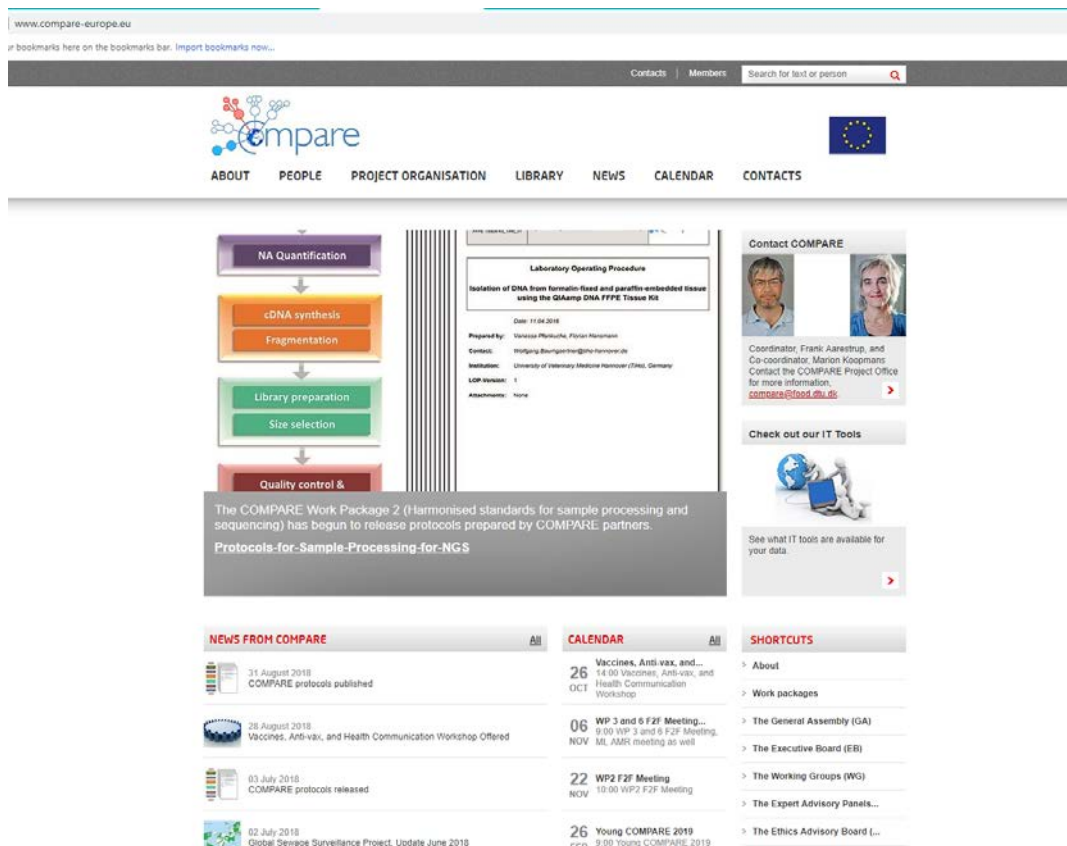 www.compare-europe.eu
r bookmarks here on the bookmarks bar. Import bookmarks now...
Contacts | Members
Search for text or person
Compare
ABOUT PEOPLE PROJECT ORGANISATION LIBRARY NEWS CALENDAR CONTACTS
NA Quantification
cDNA synthesis
Fragmentation
Library preparation
Size selection
Quality control &
Laboratory Operating Procedure
Isolation of DNA from formalin-fixed and paraffin-embedded tissue
using the QIAamp DNA FFPE Tissue Kit
Date: 11.04.2018
Prepared by: Vanessa Pfankuche, Florian Hansmann
Contact: Wolfgang.Baumgaertner@tiho-hannover.de
Institution: University of Veterinary Medicine Hannover (TiHo), Germany
LOP-Version: 1
Attachments: None
The COMPARE Work Package 2 (Harmonised standards for sample processing and
sequencing) has begun to release protocols prepared by COMPARE partners.
Protocols-for-Sample-Processing-for-NGS
Contact COMPARE
Coordinator, Frank Aarestrup, and
Co-coordinator, Marion Koopmans
Contact the COMPARE Project Office
for more information,
compare@food.dtu.dk.
Check out our IT Tools
See what IT tools are available for
your data.
NEWS FROM COMPARE All
31 August 2018
COMPARE protocols published
28 August 2018
Vaccines, Anti-vax, and Health Communication Workshop Offered
03 July 2018
COMPARE protocols released
02 July 2018
Global Sewage Surveillance Project, Update June 2018
CALENDAR All
26 OCT
Vaccines, Anti-vax, and...
14:00 Vaccines, Anti-vax, and
Health Communication
Workshop
06 NOV
WP 3 and 6 F2F Meeting...
9:00 WP 3 and 6 F2F Meeting,
ML AMR meeting as well
22 NOV
WP2 F2F Meeting
10:00 WP2 F2F Meeting
26 FEB
Young COMPARE 2019
9:00 Young COMPARE 2019
SHORTCUTS
> About
> Work packages
> The General Assembly (GA)
> The Executive Board (EB)
> The Working Groups (WG)
> The Expert Advisory Panels...
> The Ethics Advisory Board (...